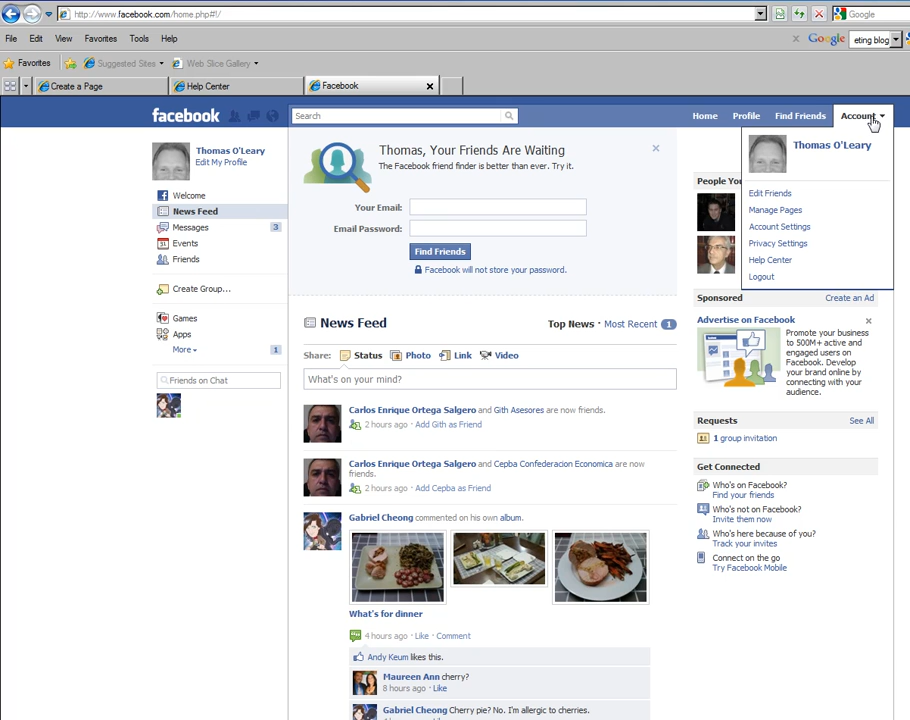 http://www.facebook.com/home.php#!/
Google
File Edit View Favorites Tools Help
Google
eting blog
Favorites Suggested Sites Web Slice Gallery
Create a Page Help Center Facebook
facebook Search Home Profile Find Friends Account
Thomas O'Leary
Edit My Profile
Welcome
News Feed
Messages 3
Events
31
Friends
Create Group...
Games
Apps
More 1
Friends on Chat
Thomas, Your Friends Are Waiting
The Facebook friend finder is better than ever. Try it.
Your Email:
Email Password:
Find Friends
Facebook will not store your password.
News Feed Top News · Most Recent 1
Share: Status Photo Link Video
What's on your mind?
Carlos Enrique Ortega Salgero and Gith Asesores are now friends.
2 hours ago · Add Gith as Friend
Carlos Enrique Ortega Salgero and Cepba Confederacion Economica are now
friends.
2 hours ago · Add Cepba as Friend
Gabriel Cheong commented on his own album.
What's for dinner
4 hours ago · Like · Comment
Andy Keum likes this.
Maureen Ann cherry?
8 hours ago · Like
Gabriel Cheong Cherry pie? No. I'm allergic to cherries.
Thomas O'Leary
Edit Friends
Manage Pages
Account Settings
Privacy Settings
Help Center
Logout
People You
Sponsored Create an Ad
Advertise on Facebook
Promote your business
to 500M+ active and
engaged users on
Facebook. Develop
your brand online by
connecting with your
audience.
Requests See All
1 group invitation
Get Connected
Who's on Facebook?
Find your friends
Who's not on Facebook?
Invite them now
Who's here because of you?
Track your invites
Connect on the go
Try Facebook Mobile